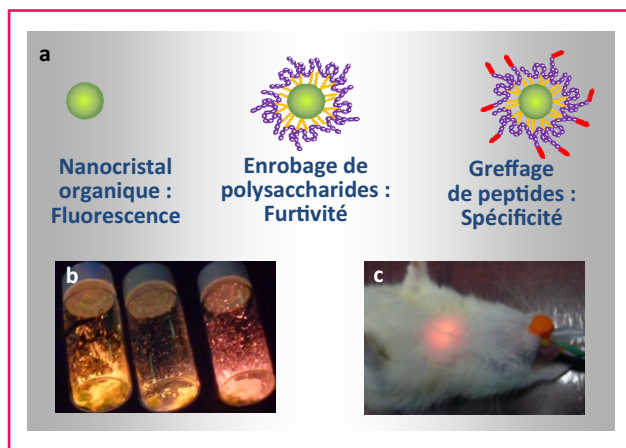 a
Nanocristal
organique :
Fluorescence
Enrobage de
polysaccharides :
Furtivité
Greffage
de peptides :
Spécificité
b
c